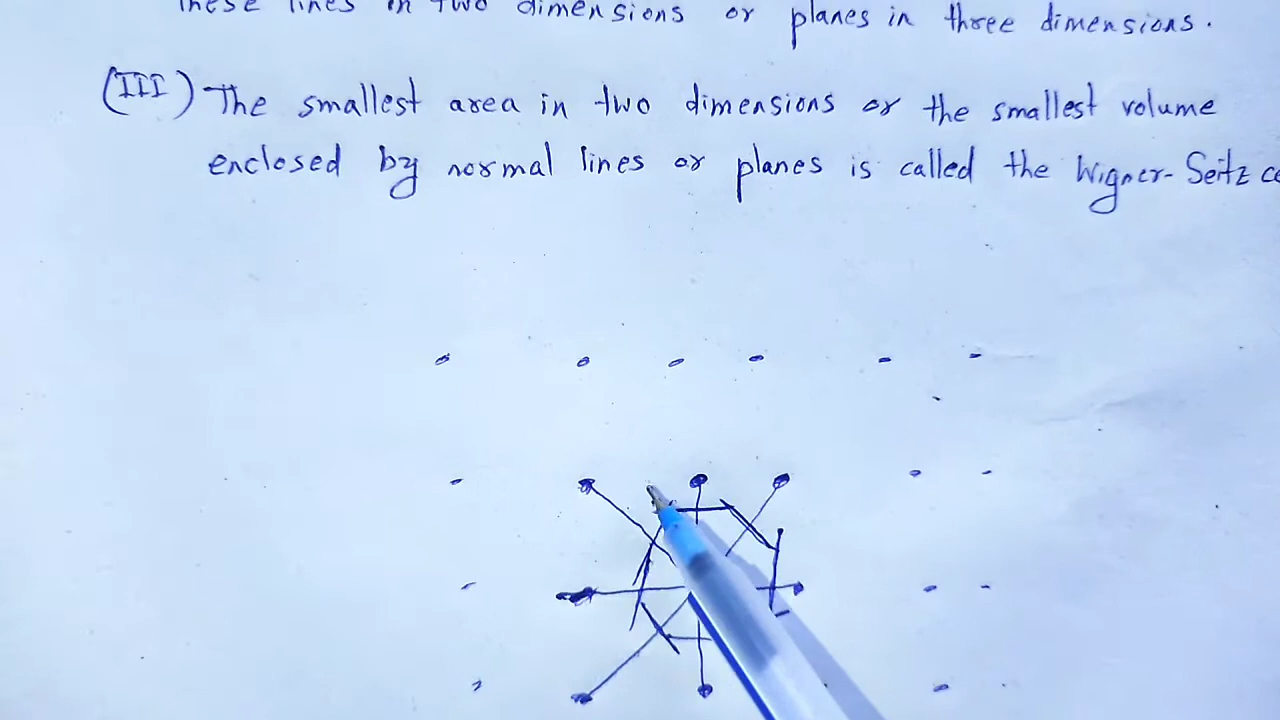 These lines in two dimensions or planes in three dimensions.
(III) The smallest area in two dimensions or the smallest volume
enclosed by normal lines or planes is called the Wigner-Seitz ce